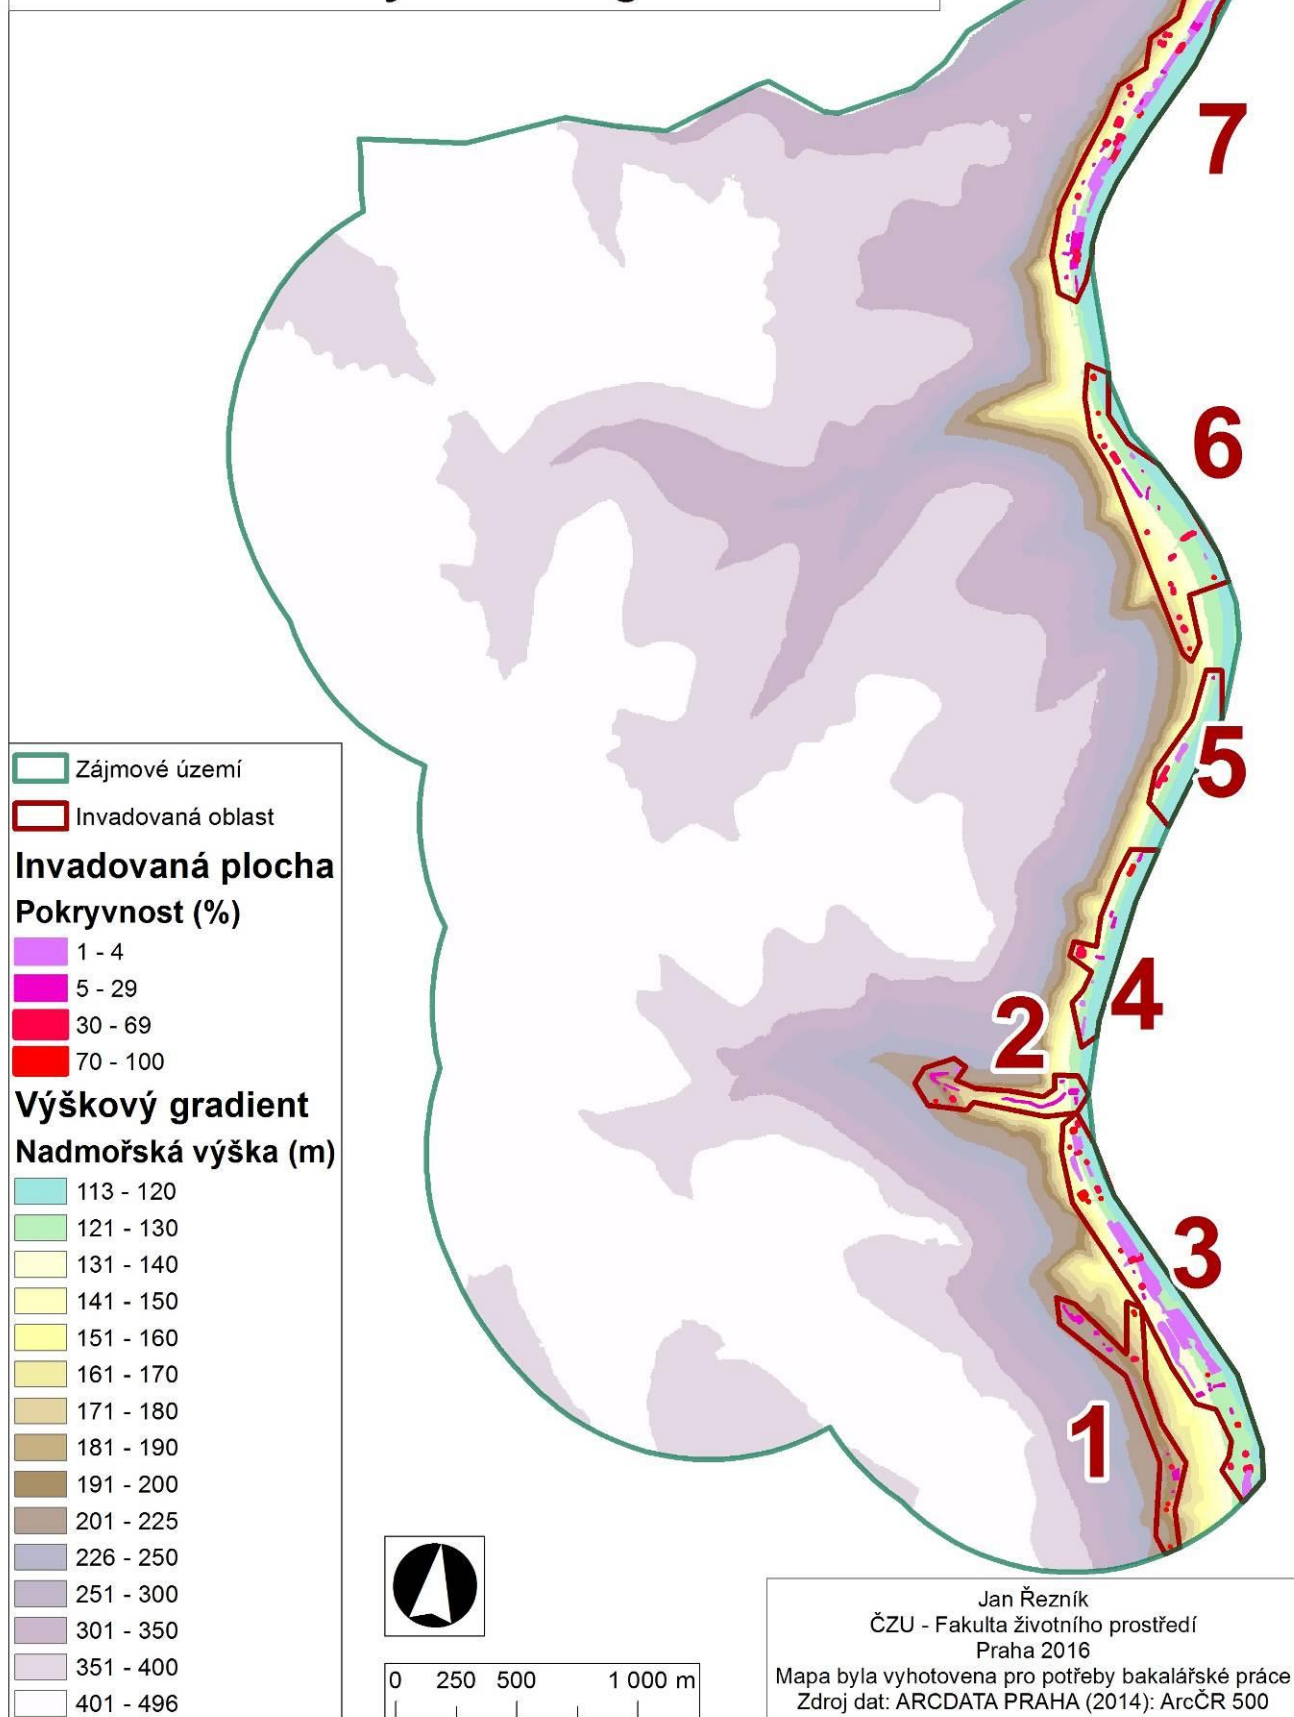 7
6
5
4
2
3
1
Zájmové území
Invadovaná oblast
Invadovaná plocha
Pokryvnost (%)
1 - 4
5 - 29
30 - 69
70 - 100
Výškový gradient
Nadmořská výška (m)
113 - 120
121 - 130
131 - 140
141 - 150
151 - 160
161 - 170
171 - 180
181 - 190
191 - 200
201 - 225
226 - 250
251 - 300
301 - 350
351 - 400
401 - 496
0 250 500 1 000 m
Jan Řezník
ČZU - Fakulta životního prostředí
Praha 2016
Mapa byla vyhotovena pro potřeby bakalářské práce
Zdroj dat: ARCDATA PRAHA (2014): ArcČR 500